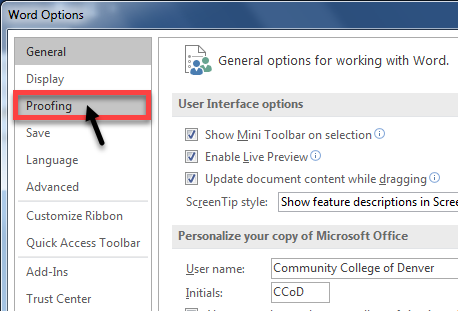 Word Options
General
Display
Proofing
Save
Language
Advanced
Customize Ribbon
Quick Access Toolbar
Add-Ins
Trust Center
General options for working with Word.
User Interface options
Show Mini Toolbar on selection
Enable Live Preview
Update document content while dragging
ScreenTip style: Show feature descriptions in
Personalize your copy of Microsoft Office
User name: Community College of Denver
Initials: CCoD